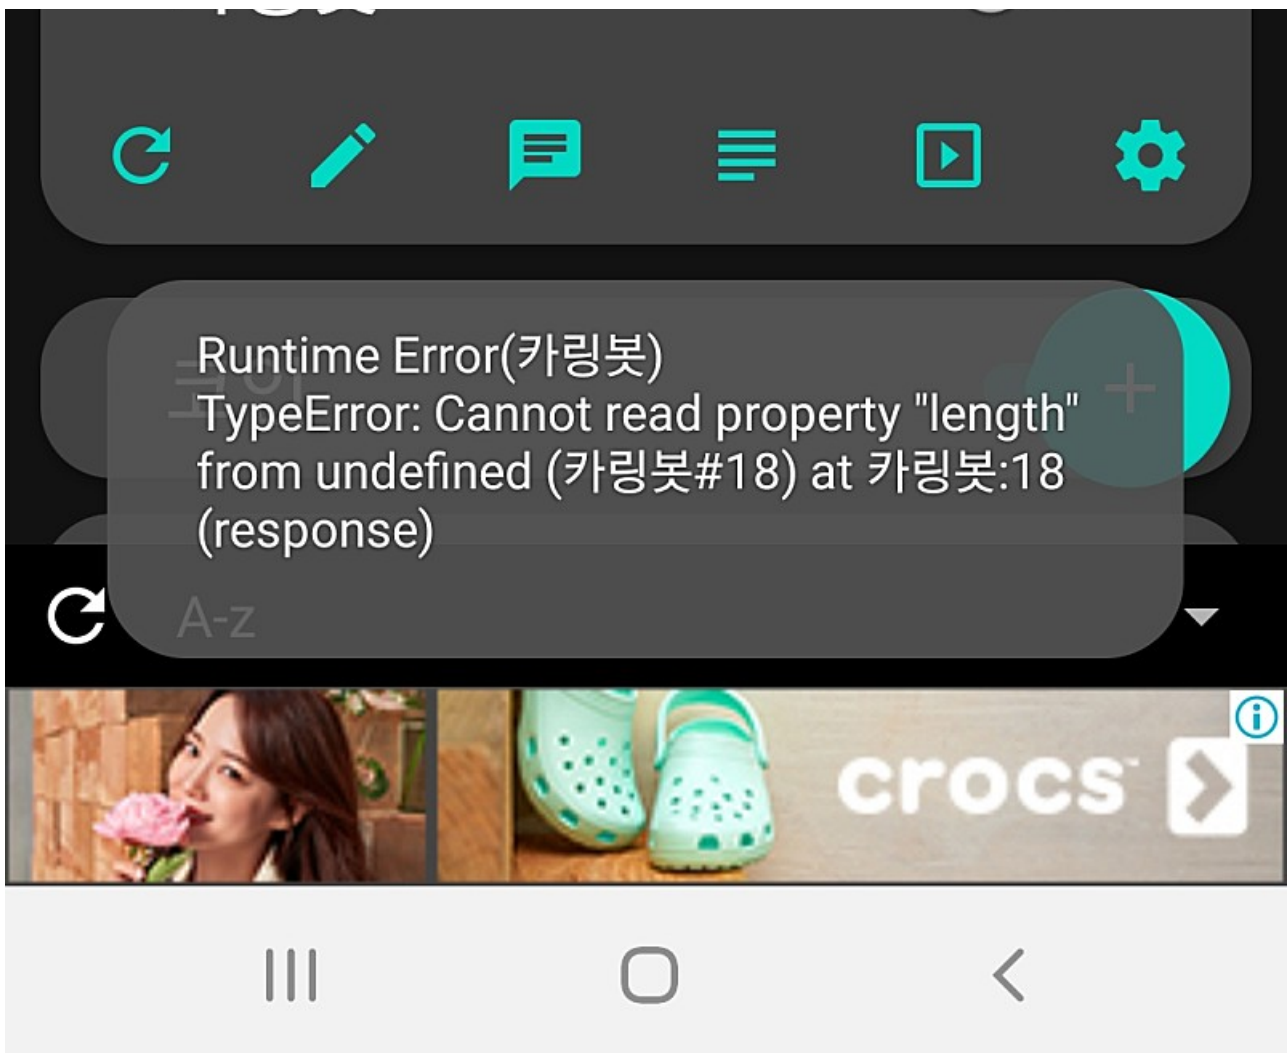 Runtime Error(카링봇)
TypeError: Cannot read property "length"
from undefined (카링봇#18) at 카링봇:18
(response)
A-z
crocs™